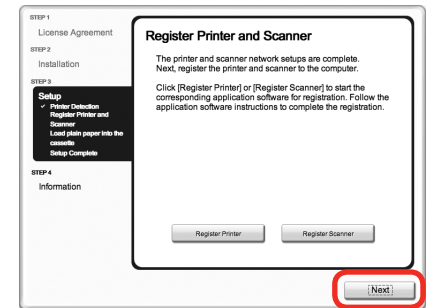 STEP 1
License Agreement
STEP 2
Installation
STEP 3
Setup
✓ Printer Detection
Register Printer and
Scanner
Load plain paper into the
cassette
Setup Complete
STEP 4
Information
Register Printer and Scanner
The printer and scanner network setups are complete.
Next, register the printer and scanner to the computer.
Click [Register Printer] or [Register Scanner] to start the
corresponding application software for registration. Follow the
application software instructions to complete the registration.
Register Printer
Register Scanner
Next